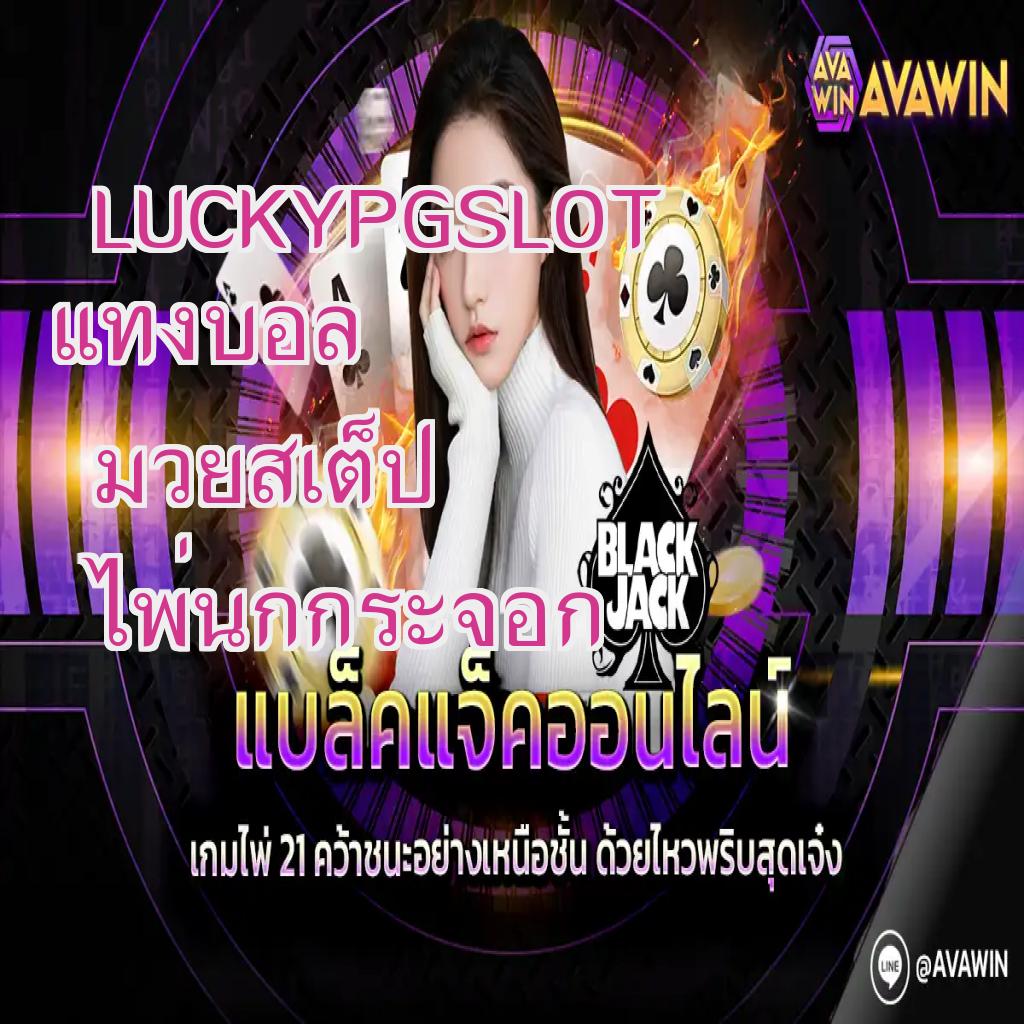 AVA
WIN
AVAWIN
LUCKYPGSLOT
แทงบอล
มวยสเต็ป
ไพ่นกกระจอก
BLACK
JACK
แบล็คแจ็คออนไลน์
เกมไพ่ 21 คว้าชนะอย่างเหนือชั้น ด้วยไหวพริบสุดเจ๋ง
LINE @AVAWIN